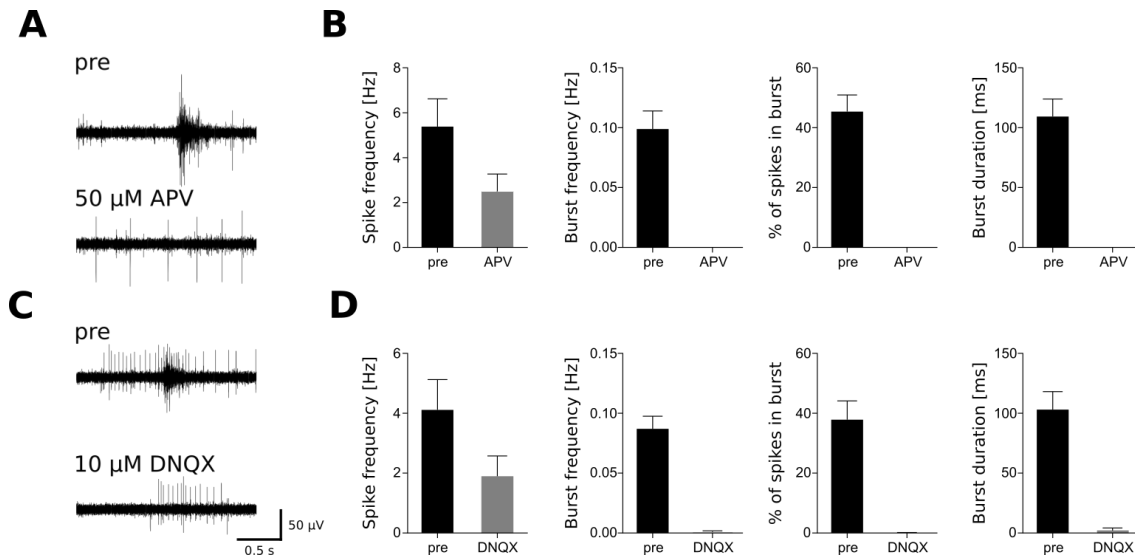 A
pre
50 µM APV
B
Spike frequency [Hz]
8
6
4
2
0
pre APV
Burst frequency [Hz]
0.15
0.10
0.05
0.00
pre APV
% of spikes in burst
60
40
20
0
pre APV
Burst duration [ms]
150
100
50
0
pre APV
C
pre
10 µM DNQX
50 µV
0.5 s
D
Spike frequency [Hz]
6
4
2
0
pre DNQX
Burst frequency [Hz]
0.15
0.10
0.05
0.00
pre DNQX
% of spikes in burst
60
40
20
0
pre DNQX
Burst duration [ms]
150
100
50
0
pre DNQX